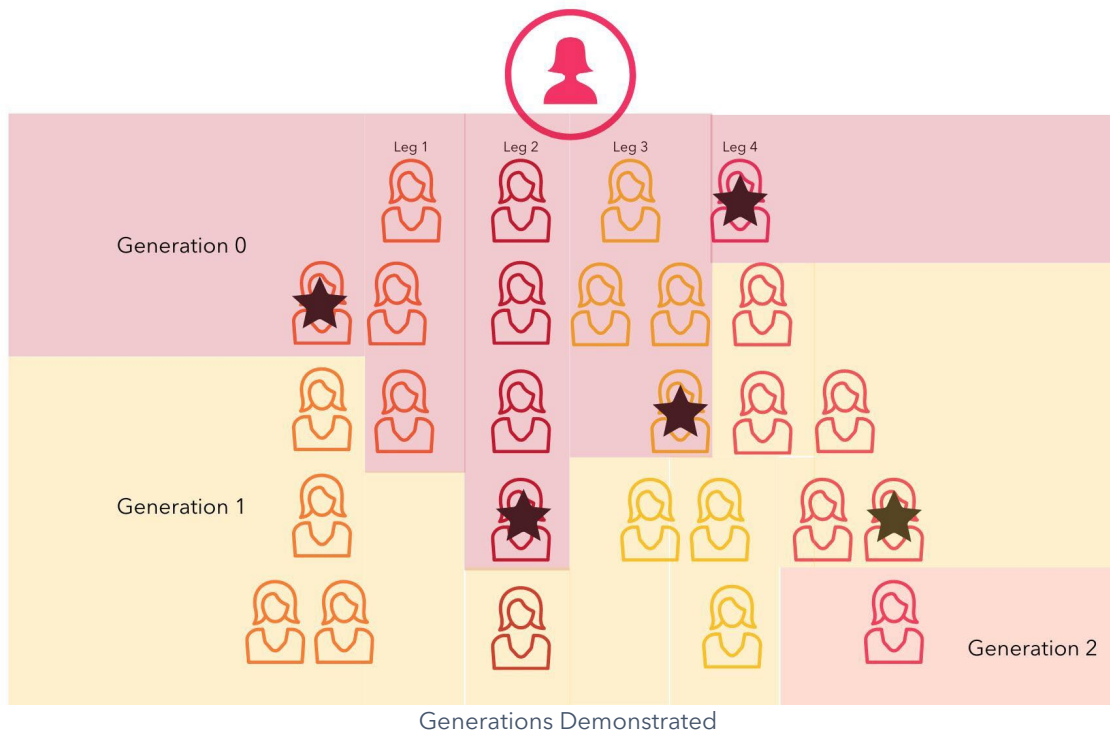 Leg 1
Leg 2
Leg 3
Leg 4
Generation 0
Generation 1
Generation 2
Generations Demonstrated